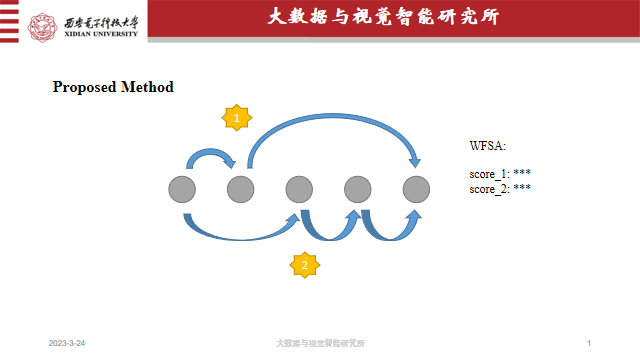 西安电子科技大学
XIDIAN UNIVERSITY
大数据与视觉智能研究所
Proposed Method
1
WFSA:
score_1: ***
score_2: ***
2
2023-3-24
大数据与视觉智能研究所
1